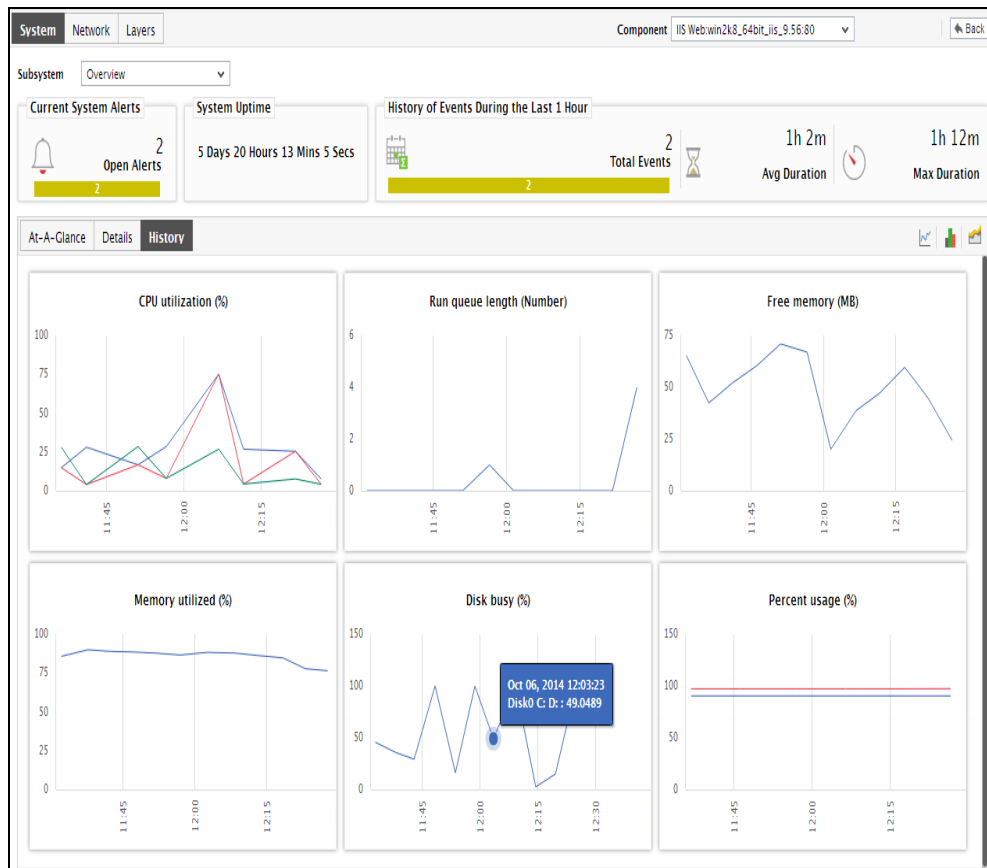 System Network Layers Component IIS Web:win2k8_64bit_iis_9.56:80 Back
Subsystem Overview
Current System Alerts
2
Open Alerts
2
System Uptime
5 Days 20 Hours 13 Mins 5 Secs
History of Events During the Last 1 Hour
2
Total Events
2
1h 2m
Avg Duration
1h 12m
Max Duration
At-A-Glance Details History
CPU utilization (%)
100
75
50
25
0
11:45 12:00 12:15
Run queue length (Number)
6
4
2
0
11:45 12:00 12:15
Free memory (MB)
75
50
25
0
11:45 12:00 12:15
Memory utilized (%)
100
75
50
25
0
11:45 12:00 12:15
Disk busy (%)
150
100
50
0
Oct 06, 2014 12:03:23
Disk0 C: D: : 49.0489
11:45 12:00 12:15 12:30
Percent usage (%)
150
100
50
0
11:45 12:00 12:15